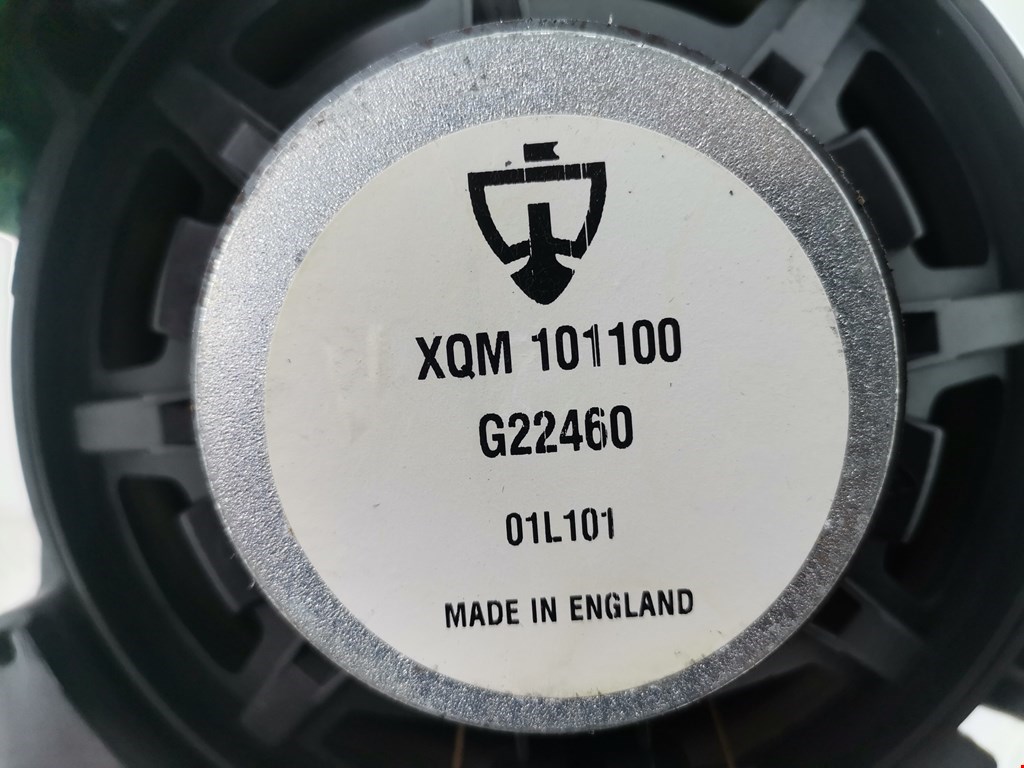 XQM 101100
G22460
01L101
MADE IN ENGLAND